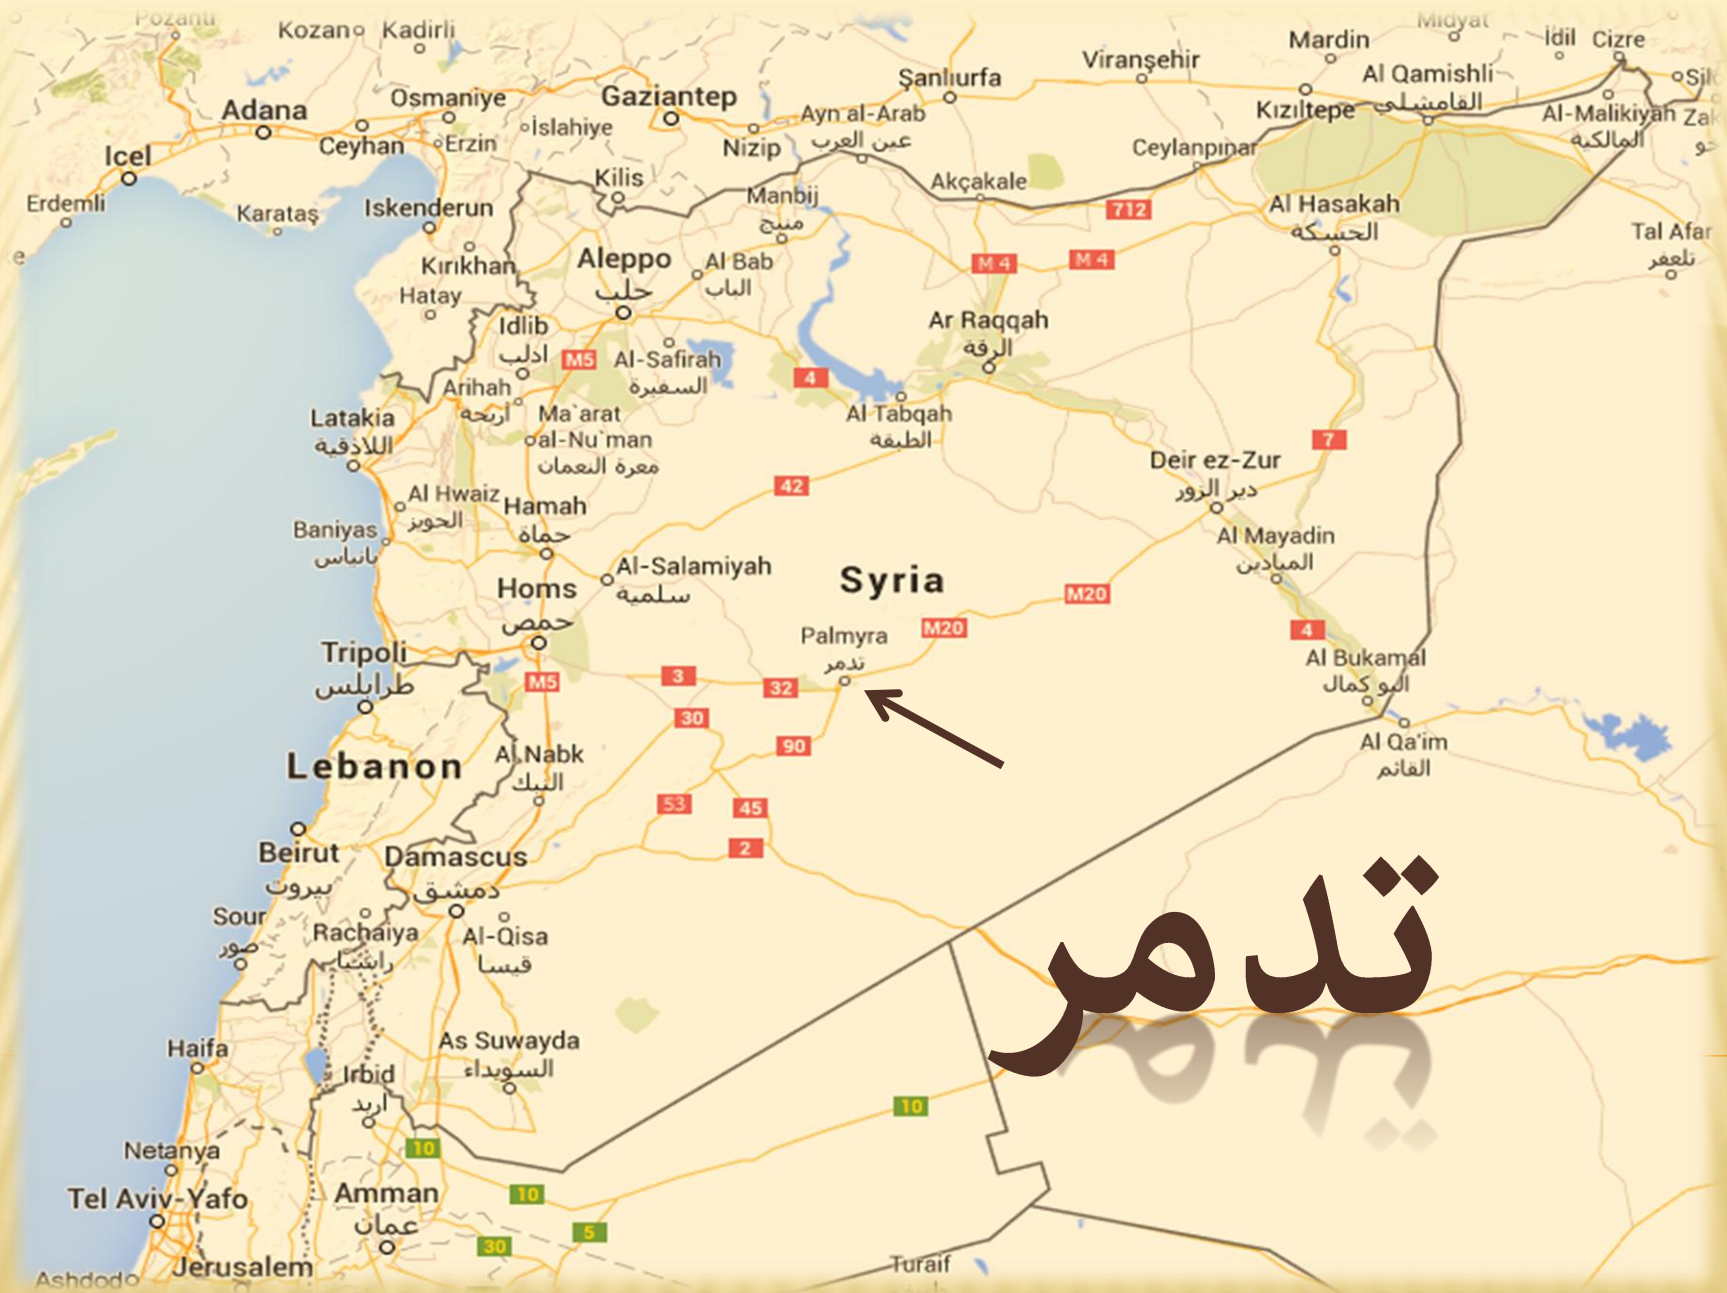 Pozantı
Kozan
Kadirli
Midyat
Mardin
İdil
Cizre
Viranşehir
Şanlıurfa
Al Qamishli
القامشلي
Adana
Osmaniye
Gaziantep
Ayn al-Arab
عين العرب
Kızıltepe
Al-Malikiyah
المالكية
Ceyhan
Erzin
İslahiye
Nizip
Ceylanpınar
Icel
Kilis
Manbij
منبج
Akçakale
Erdemli
Karataş
Iskenderun
712
Al Hasakah
الحسكة
Tal Afar
تلعفر
Kırıkhan
Aleppo
حلب
Al Bab
الباب
M 4
M 4
Hatay
Idlib
ادلب
M5
Al-Safirah
السفيرة
Ar Raqqah
الرقة
4
Arihah
أريحه
Latakia
اللاذقية
Ma`arat
al-Nu`man
معرة النعمان
Al Tabqah
الطبقة
7
Deir ez-Zur
دير الزور
42
Al Hwaiz
الحويز
Hamah
حماة
Baniyas
بانياس
Al Mayadin
الميادين
Al-Salamiyah
سلمية
Syria
Homs
حمص
M20
M20
4
Palmyra
تدمر
Tripoli
طرابلس
Al Bukamal
البو كمال
M5
3
32
30
90
Al Qa'im
القائم
Lebanon
Al Nabk
النبك
53
45
2
Beirut
بيروت
Damascus
دمشق
تدمر
Sour
صور
Rachaiya
راشيا
Al-Qisa
قيسا
Haifa
As Suwayda
السويداء
Irbid
اربد
10
10
Netanya
10
Tel Aviv-Yafo
Amman
عمان
5
30
Jerusalem
Turaif
Ashdod